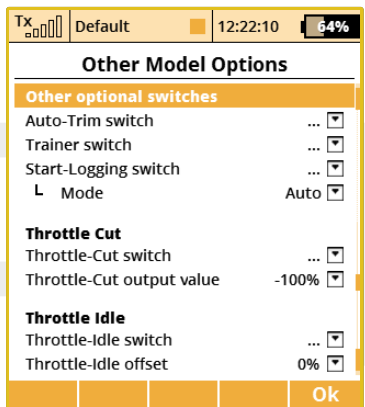 Tx Default 12:22:10 64%
Other Model Options
Other optional switches
Auto-Trim switch ...
Trainer switch ...
Start-Logging switch ...
Mode Auto
Throttle Cut
Throttle-Cut switch ...
Throttle-Cut output value -100%
Throttle Idle
Throttle-Idle switch ...
Throttle-Idle offset 0%
Ok